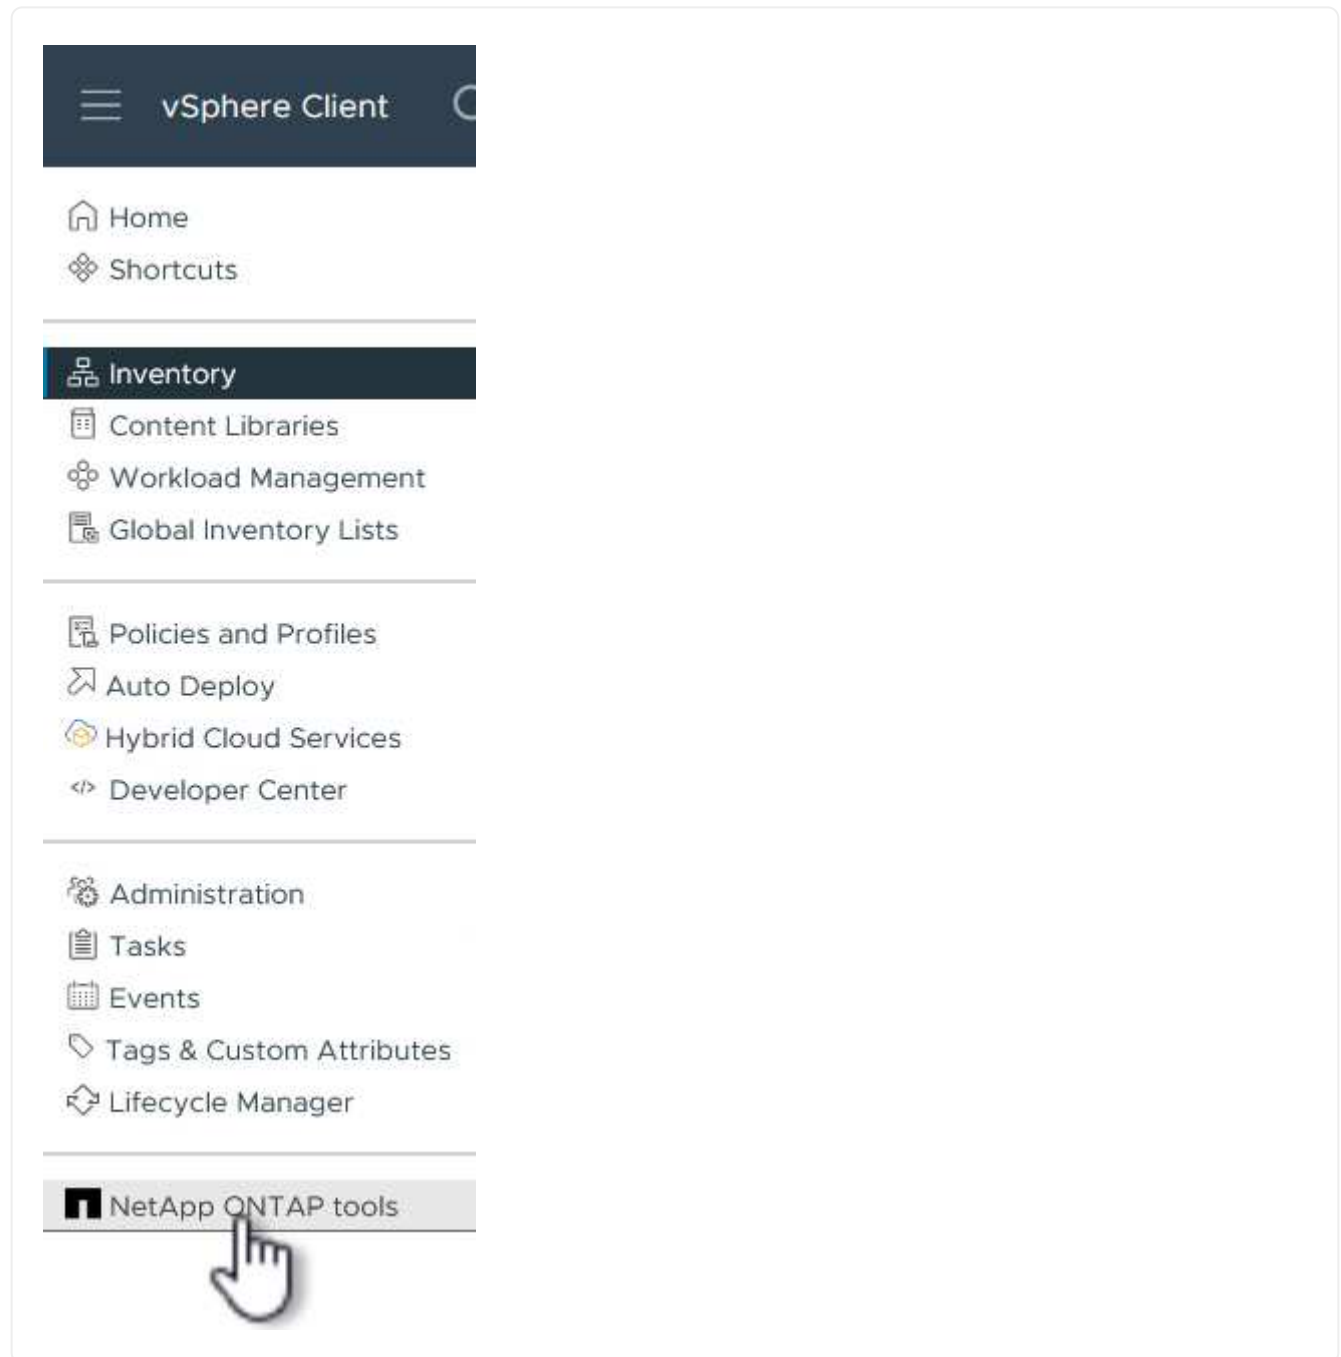 vSphere Client
Home
Shortcuts
Inventory
Content Libraries
Workload Management
Global Inventory Lists
Policies and Profiles
Auto Deploy
Hybrid Cloud Services
Developer Center
Administration
Tasks
Events
Tags & Custom Attributes
Lifecycle Manager
NetApp ONTAP tools